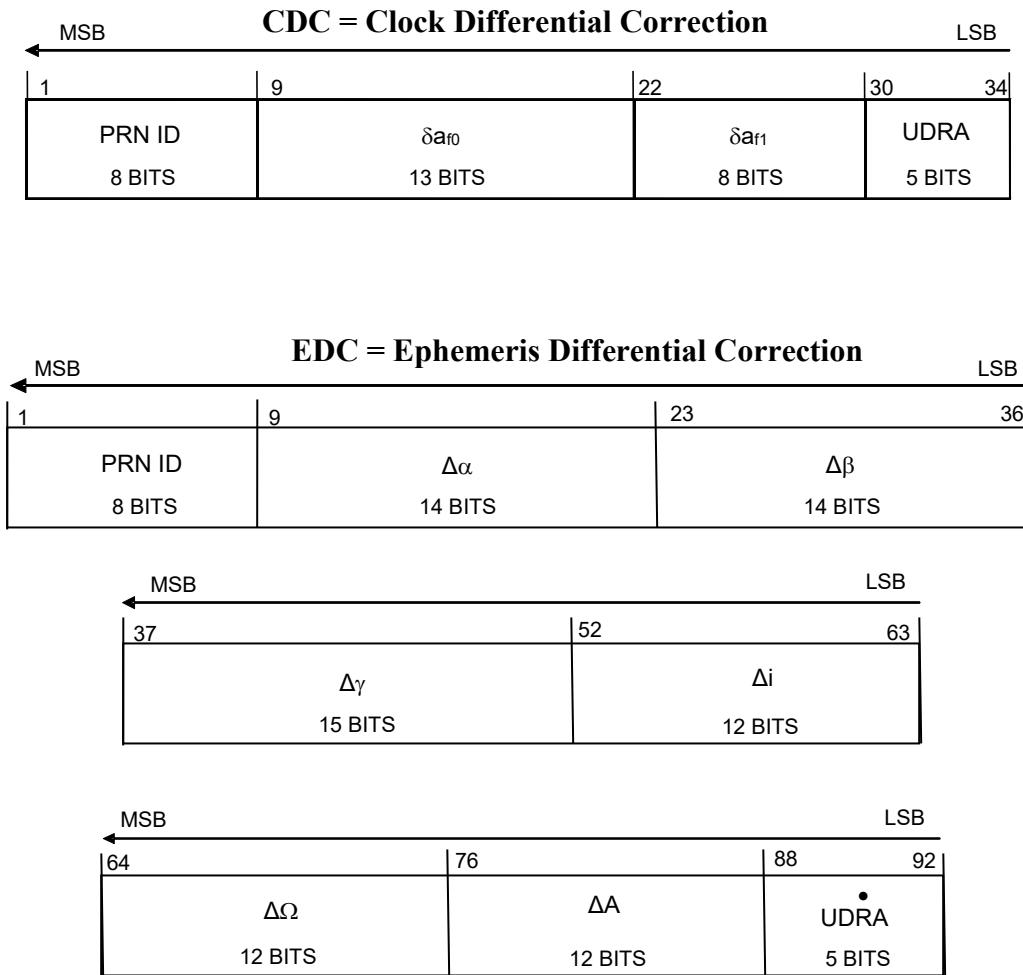 CDC = Clock Differential Correction
MSB LSB
1 9 22 30 34
PRN ID δaf0 δaf1 UDRA
8 BITS 13 BITS 8 BITS 5 BITS
EDC = Ephemeris Differential Correction
MSB LSB
1 9 23 36
PRN ID Δα Δβ
8 BITS 14 BITS 14 BITS
MSB LSB
37 52 63
Δγ Δi
15 BITS 12 BITS
MSB LSB
64 76 88 92
ΔΩ ΔA UDṘA
12 BITS 12 BITS 5 BITS